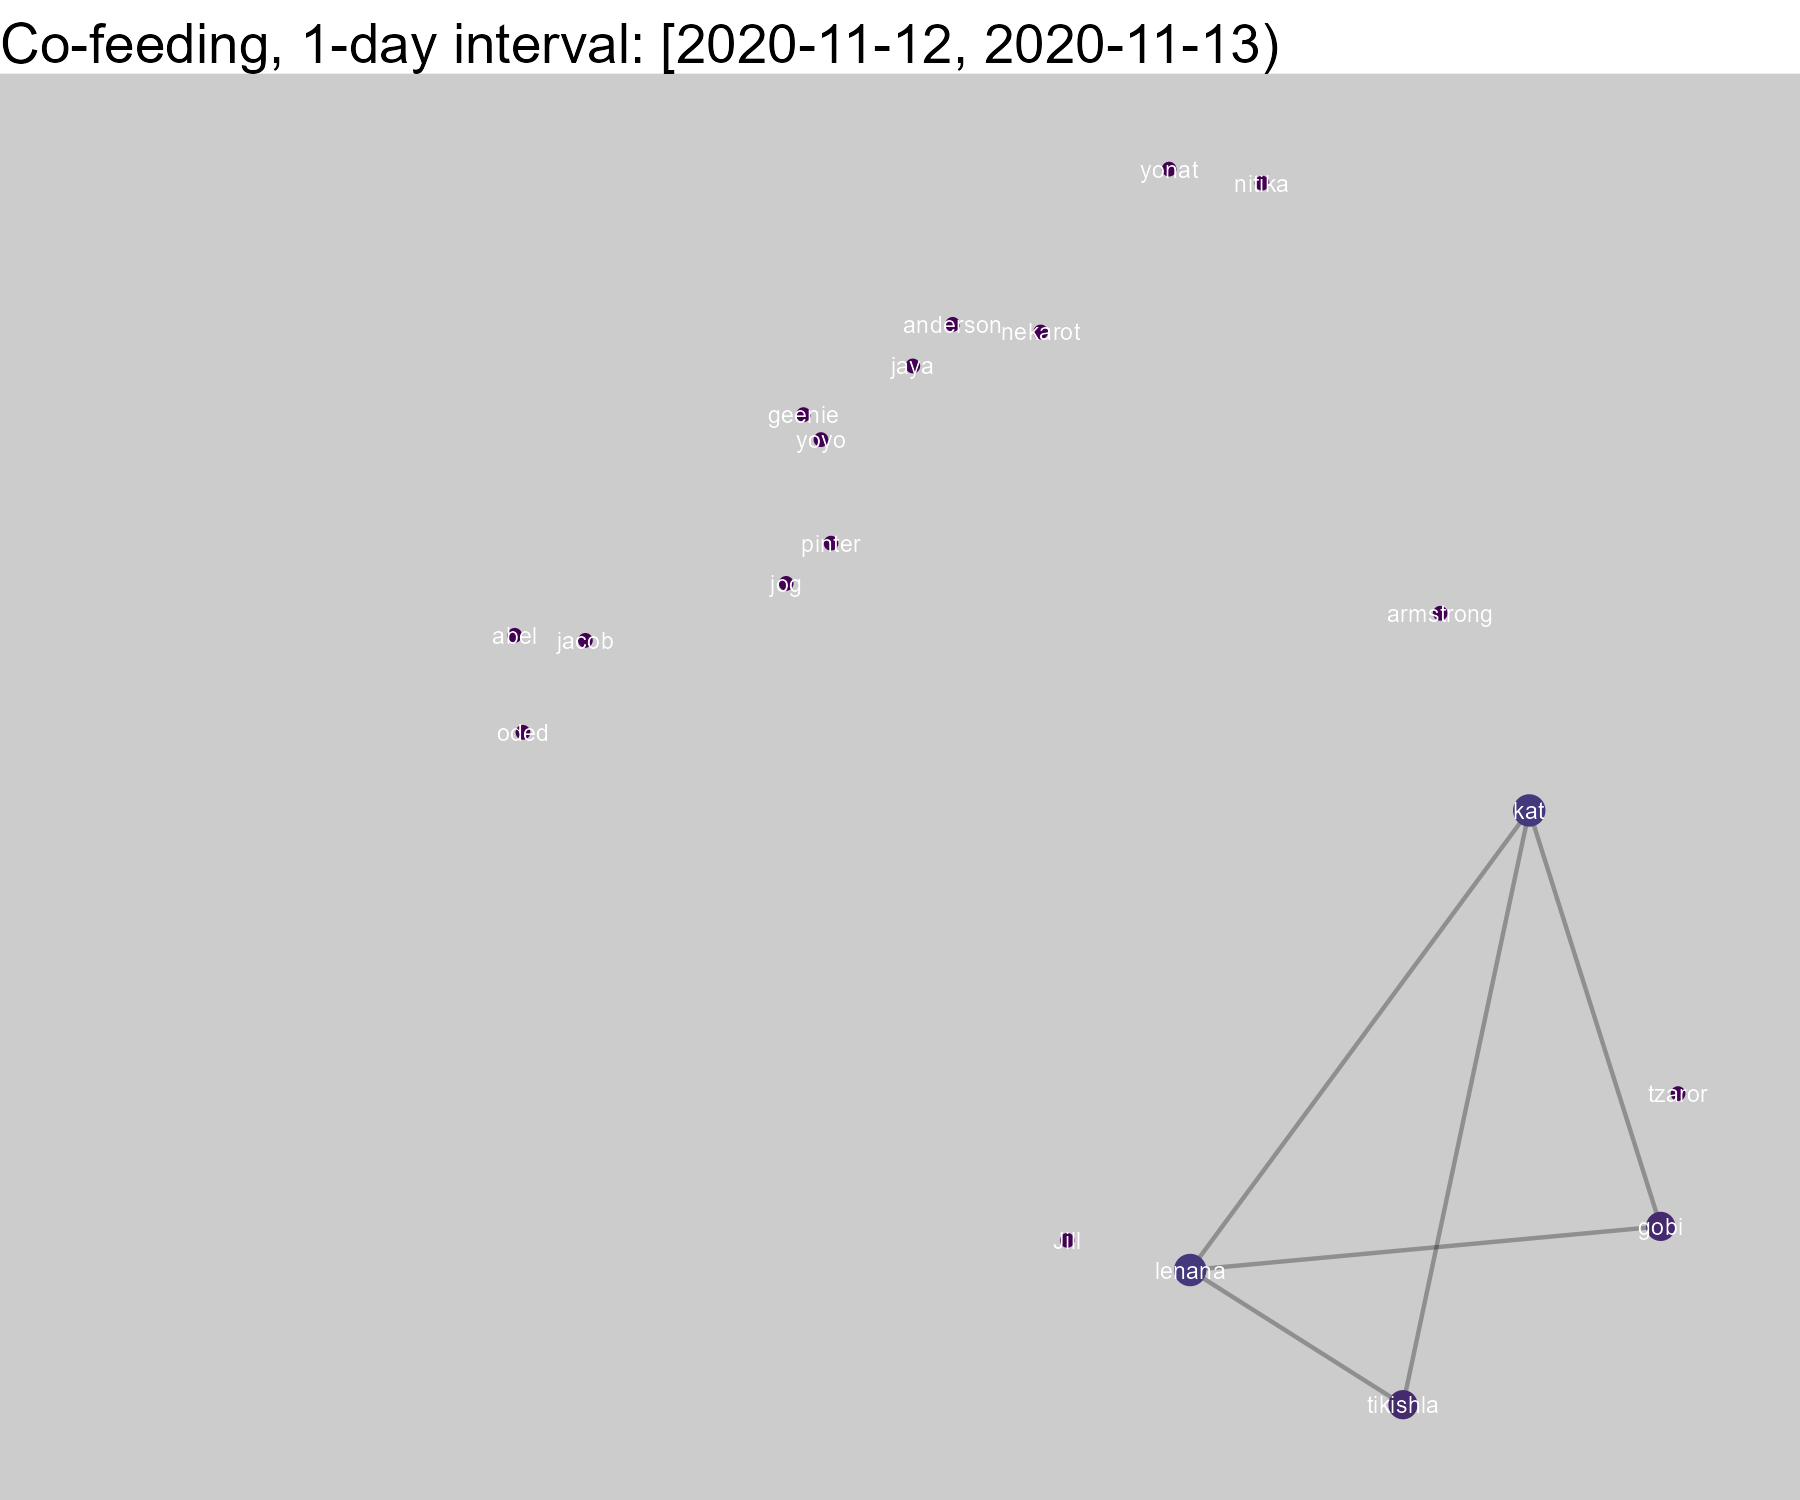 Co-feeding, 1-day interval: [2020-11-12, 2020-11-13)
yonat
nitika
anderson
nekarot
jaya
geenie
yoyo
pinter
jog
armstrong
abel
jacob
oded
kat
tzaror
gobi
Jill
lenana
tikishla